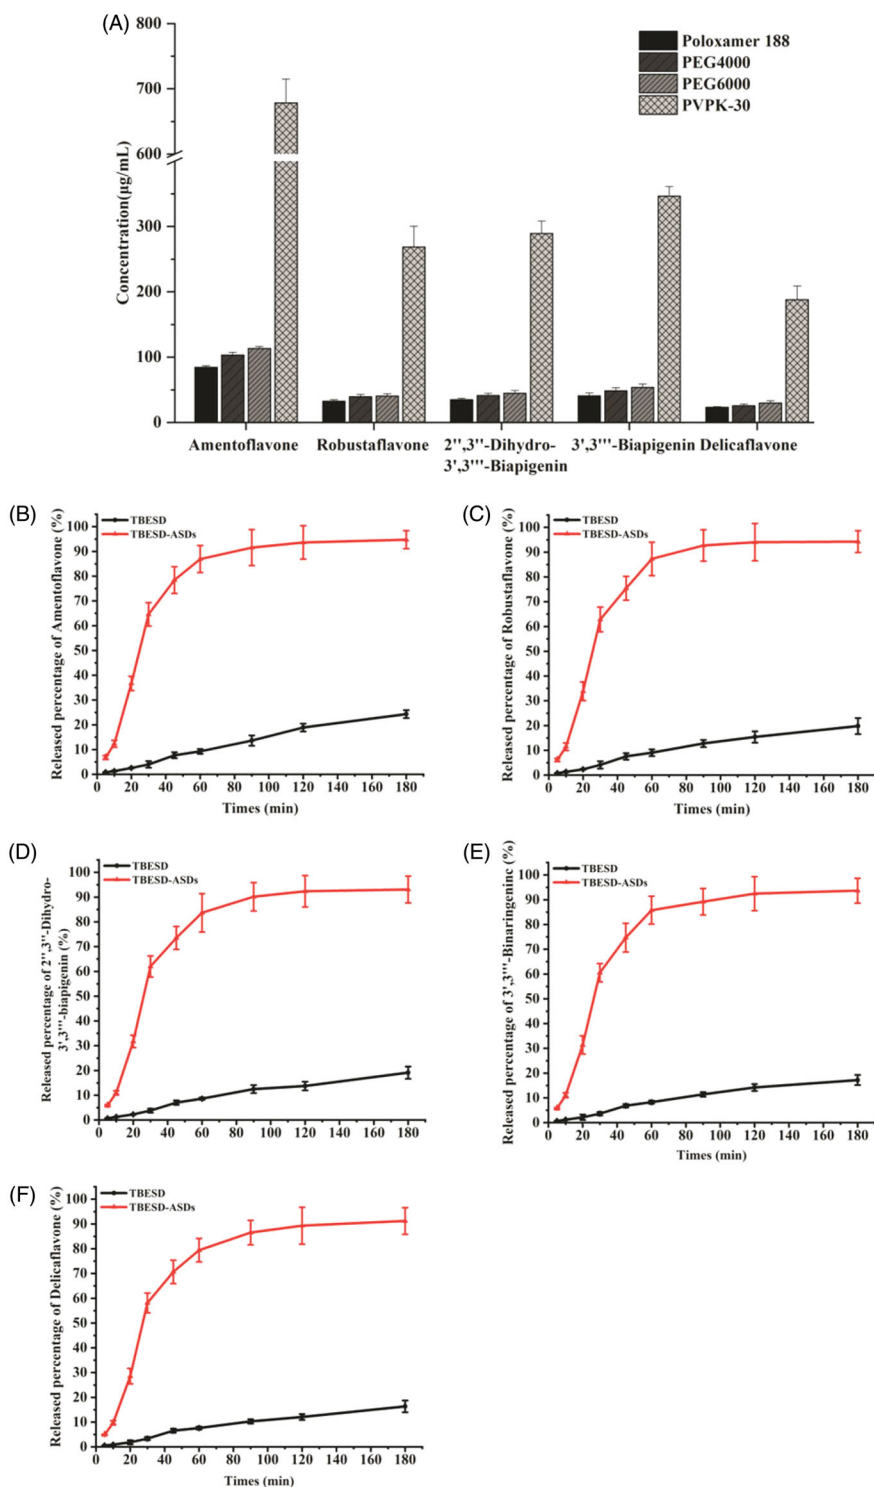 (A)
800
700
600
300
200
100
0
Concentration(μg/mL)
Poloxamer 188
PEG4000
PEG6000
PVPK-30
Amentoflavone
Robustaflavone
2'',3''-Dihydro-
3',3'''-Biapigenin
3',3'''-Biapigenin
Delicaflavone
(B)
TBESD
TBESD-ASDs
Released percentage of Amentoflavone (%)
100
90
80
70
60
50
40
30
20
10
0
0 20 40 60 80 100 120 140 160 180
Times (min)
(C)
TBESD
TBESD-ASDs
Released percentage of Robustaflavone (%)
100
90
80
70
60
50
40
30
20
10
0
0 20 40 60 80 100 120 140 160 180
Times (min)
(D)
TBESD
TBESD-ASDs
Released percentage of 2'',3''-Dihydro-
3',3'''-biapigenin (%)
100
90
80
70
60
50
40
30
20
10
0
0 20 40 60 80 100 120 140 160 180
Times (min)
(E)
TBESD
TBESD-ASDs
Released percentage of 3',3'''-Binaringeninc (%)
100
90
80
70
60
50
40
30
20
10
0
0 20 40 60 80 100 120 140 160 180
Times (min)
(F)
TBESD
TBESD-ASDs
Released percentage of Delicaflavone (%)
100
90
80
70
60
50
40
30
20
10
0
0 20 40 60 80 100 120 140 160 180
Times (min)